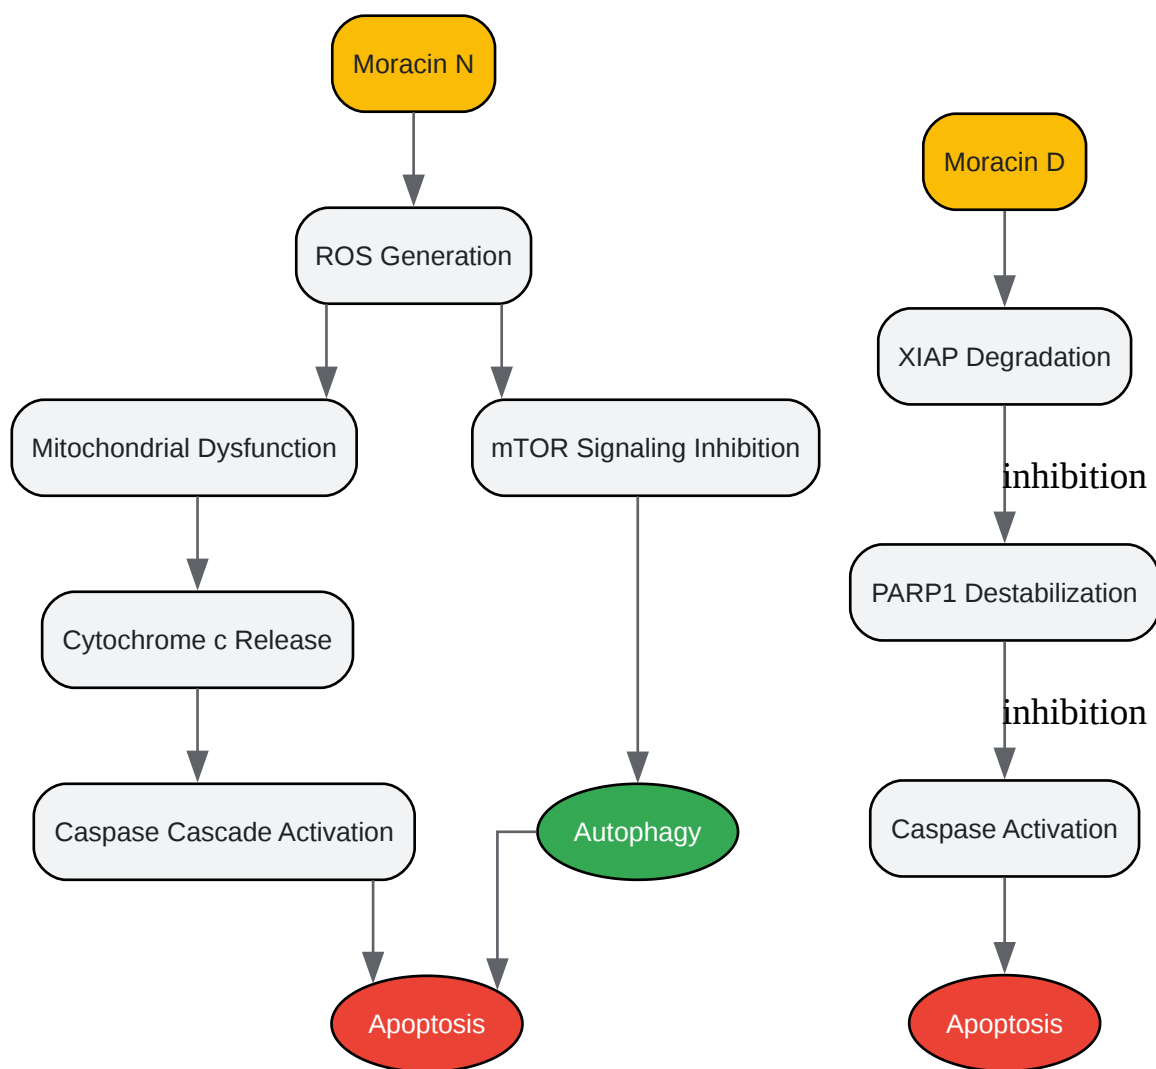 Moracin N
ROS Generation
Mitochondrial Dysfunction
mTOR Signaling Inhibition
Cytochrome c Release
Caspase Cascade Activation
Autophagy
Apoptosis
Moracin D
XIAP Degradation
inhibition
PARP1 Destabilization
inhibition
Caspase Activation
Apoptosis